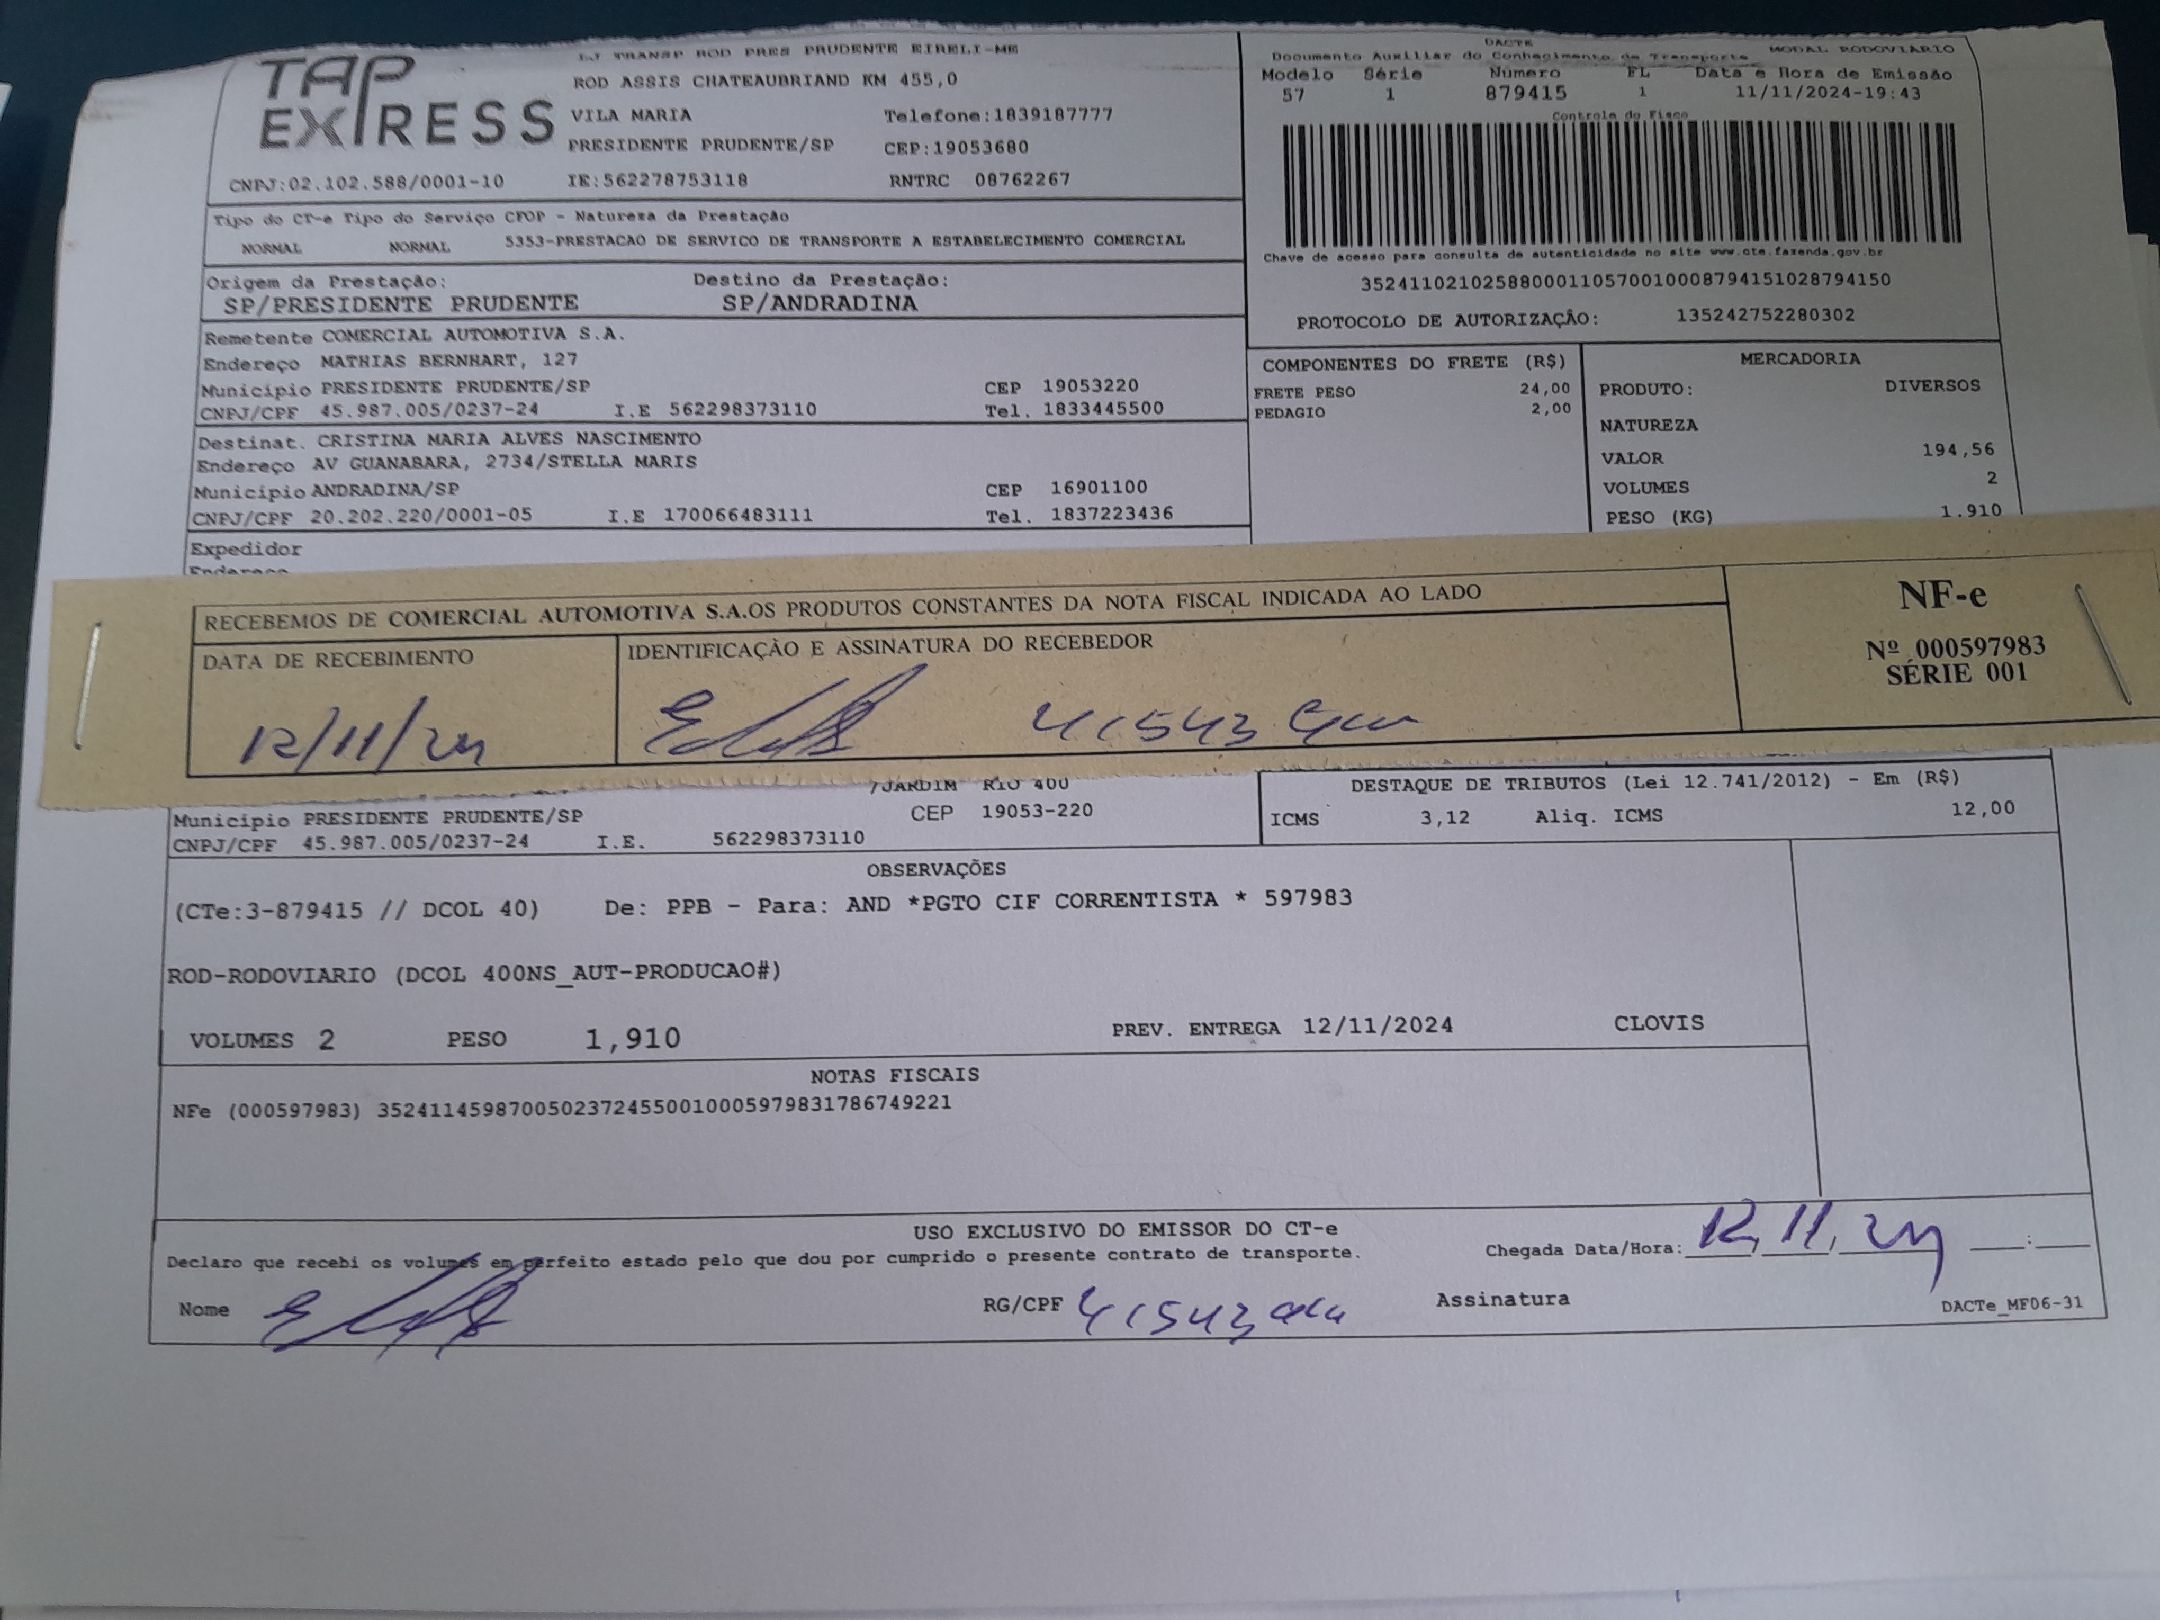 TAP EXPRESS
LJ TRANSP ROD PRES PRUDENTE EIRELI-ME
ROD ASSIS CHATEAUBRIAND KM 455,0
VILA MARIA Telefone:1839187777
PRESIDENTE PRUDENTE/SP CEP:19053680
CNPJ:02.102.588/0001-10 IE:562278753118 RNTRC 08762267
DACTE
Documento Auxiliar do Conhecimento de Transporte MODAL RODOVIÁRIO
Modelo Série Número FL Data e Hora de Emissão
57 1 879415 1 11/11/2024-19:43
Controle do Fisco
Chave de acesso para consulta de autenticidade no site www.cte.fazenda.gov.br
35241102102588000110570010008794151028794150
PROTOCOLO DE AUTORIZAÇÃO: 135242752280302
Tipo do CT-e Tipo do Serviço CFOP - Natureza da Prestação
NORMAL NORMAL 5353-PRESTACAO DE SERVICO DE TRANSPORTE A ESTABELECIMENTO COMERCIAL
Origem da Prestação: Destino da Prestação:
SP/PRESIDENTE PRUDENTE SP/ANDRADINA
Remetente COMERCIAL AUTOMOTIVA S.A.
Endereço MATHIAS BERNHART, 127
Município PRESIDENTE PRUDENTE/SP CEP 19053220
CNPJ/CPF 45.987.005/0237-24 I.E 562298373110 Tel. 1833445500
Destinat. CRISTINA MARIA ALVES NASCIMENTO
Endereço AV GUANABARA, 2734/STELLA MARIS
Município ANDRADINA/SP CEP 16901100
CNPJ/CPF 20.202.220/0001-05 I.E 170066483111 Tel. 1837223436
Expedidor
Endereço
COMPONENTES DO FRETE (R$)
FRETE PESO 24,00
PEDAGIO 2,00
MERCADORIA
PRODUTO: DIVERSOS
NATUREZA
VALOR 194,56
VOLUMES 2
PESO (KG) 1.910
RECEBEMOS DE COMERCIAL AUTOMOTIVA S.A.OS PRODUTOS CONSTANTES DA NOTA FISCAL INDICADA AO LADO
DATA DE RECEBIMENTO IDENTIFICAÇÃO E ASSINATURA DO RECEBEDOR
12/11/24 41543
NF-e
Nº 000597983
SÉRIE 001
/JARDIM RIO 400
Município PRESIDENTE PRUDENTE/SP CEP 19053-220
CNPJ/CPF 45.987.005/0237-24 I.E. 562298373110
DESTAQUE DE TRIBUTOS (Lei 12.741/2012) - Em (R$)
ICMS 3,12 Aliq. ICMS 12,00
OBSERVAÇÕES
(CTe:3-879415 // DCOL 40) De: PPB - Para: AND *PGTO CIF CORRENTISTA * 597983
ROD-RODOVIARIO (DCOL 400NS_AUT-PRODUCAO#)
VOLUMES 2 PESO 1,910 PREV. ENTREGA 12/11/2024 CLOVIS
NOTAS FISCAIS
NFe (000597983) 35241145987005023724550010005979831786749221
USO EXCLUSIVO DO EMISSOR DO CT-e
Declaro que recebi os volumes em perfeito estado pelo que dou por cumprido o presente contrato de transporte. Chegada Data/Hora: 12/11/24 __:__
Nome RG/CPF 41543 Assinatura
DACTe_MF06-31